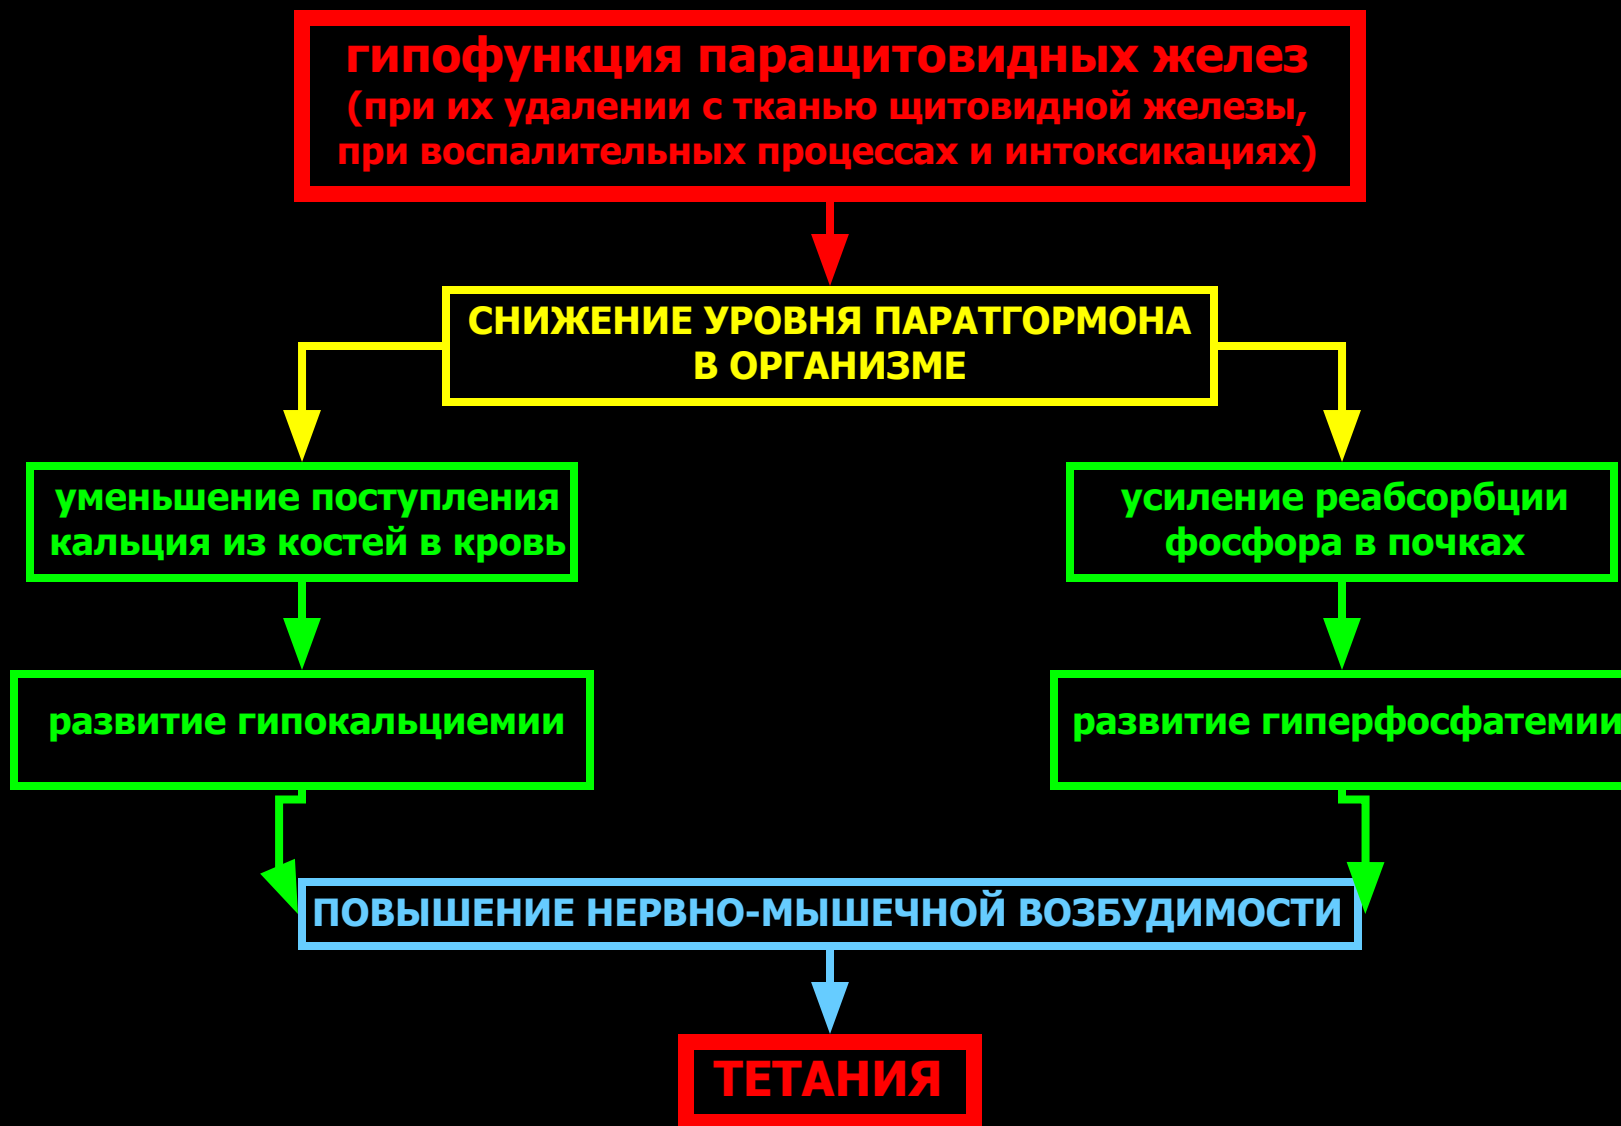 гипофункция паращитовидных желез
(при их удалении с тканью щитовидной железы,
при воспалительных процессах и интоксикациях)
СНИЖЕНИЕ УРОВНЯ ПАРАТГОРМОНА
В ОРГАНИЗМЕ
уменьшение поступления
кальция из костей в кровь
усиление реабсорбции
фосфора в почках
развитие гипокальциемии
развитие гиперфосфатемии
ПОВЫШЕНИЕ НЕРВНО-МЫШЕЧНОЙ ВОЗБУДИМОСТИ
ТЕТАНИЯ